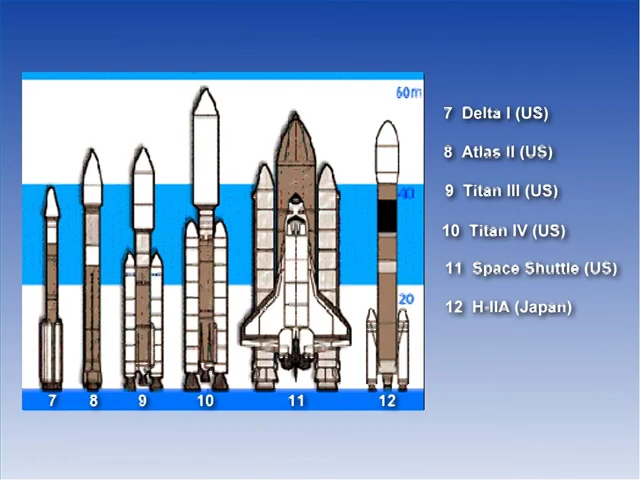 60m
40
20
7 8 9 10 11 12
7 Delta I (US)
8 Atlas II (US)
9 Titan III (US)
10 Titan IV (US)
11 Space Shuttle (US)
12 H-IIA (Japan)